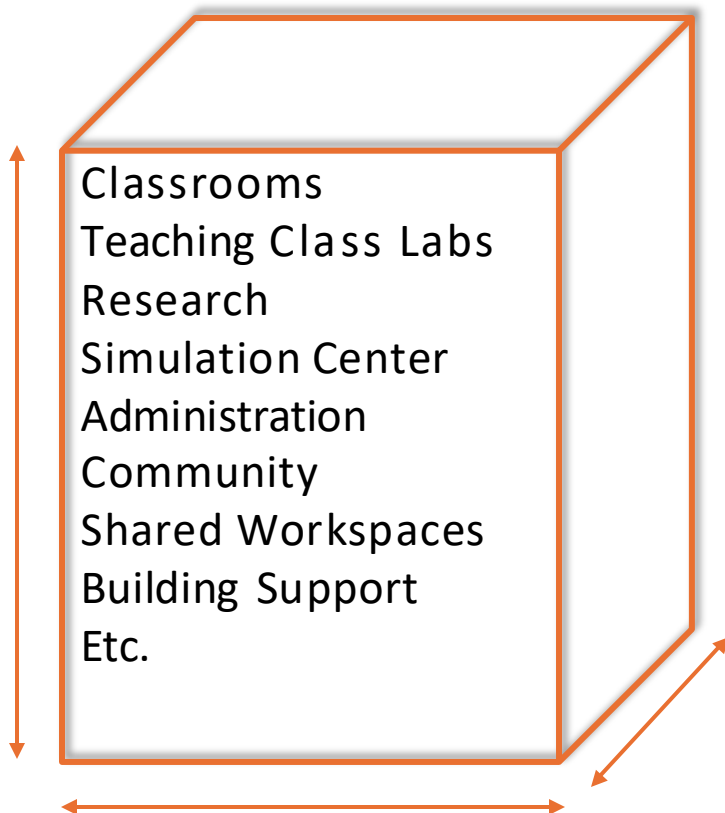 Classrooms
Teaching Class Labs
Research
Simulation Center
Administration
Community
Shared Workspaces
Building Support
Etc.